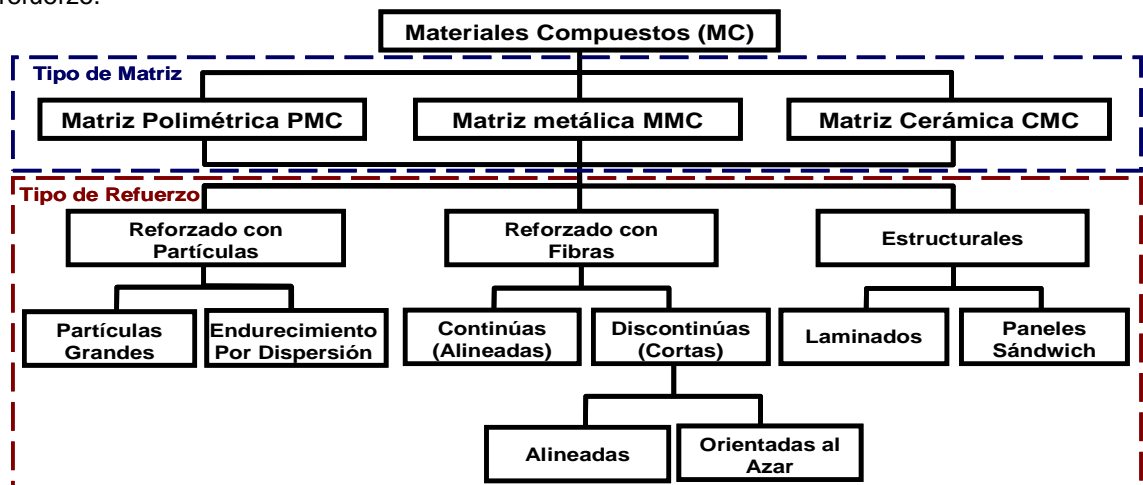 refuerzo.
Materiales Compuestos (MC)
Tipo de Matriz
Matriz Polimétrica PMC
Matriz metálica MMC
Matriz Cerámica CMC
Tipo de Refuerzo
Reforzado con
Partículas
Reforzado con
Fibras
Estructurales
Partículas
Grandes
Endurecimiento
Por Dispersión
Continúas
(Alineadas)
Discontinúas
(Cortas)
Laminados
Paneles
Sándwich
Alineadas
Orientadas al
Azar